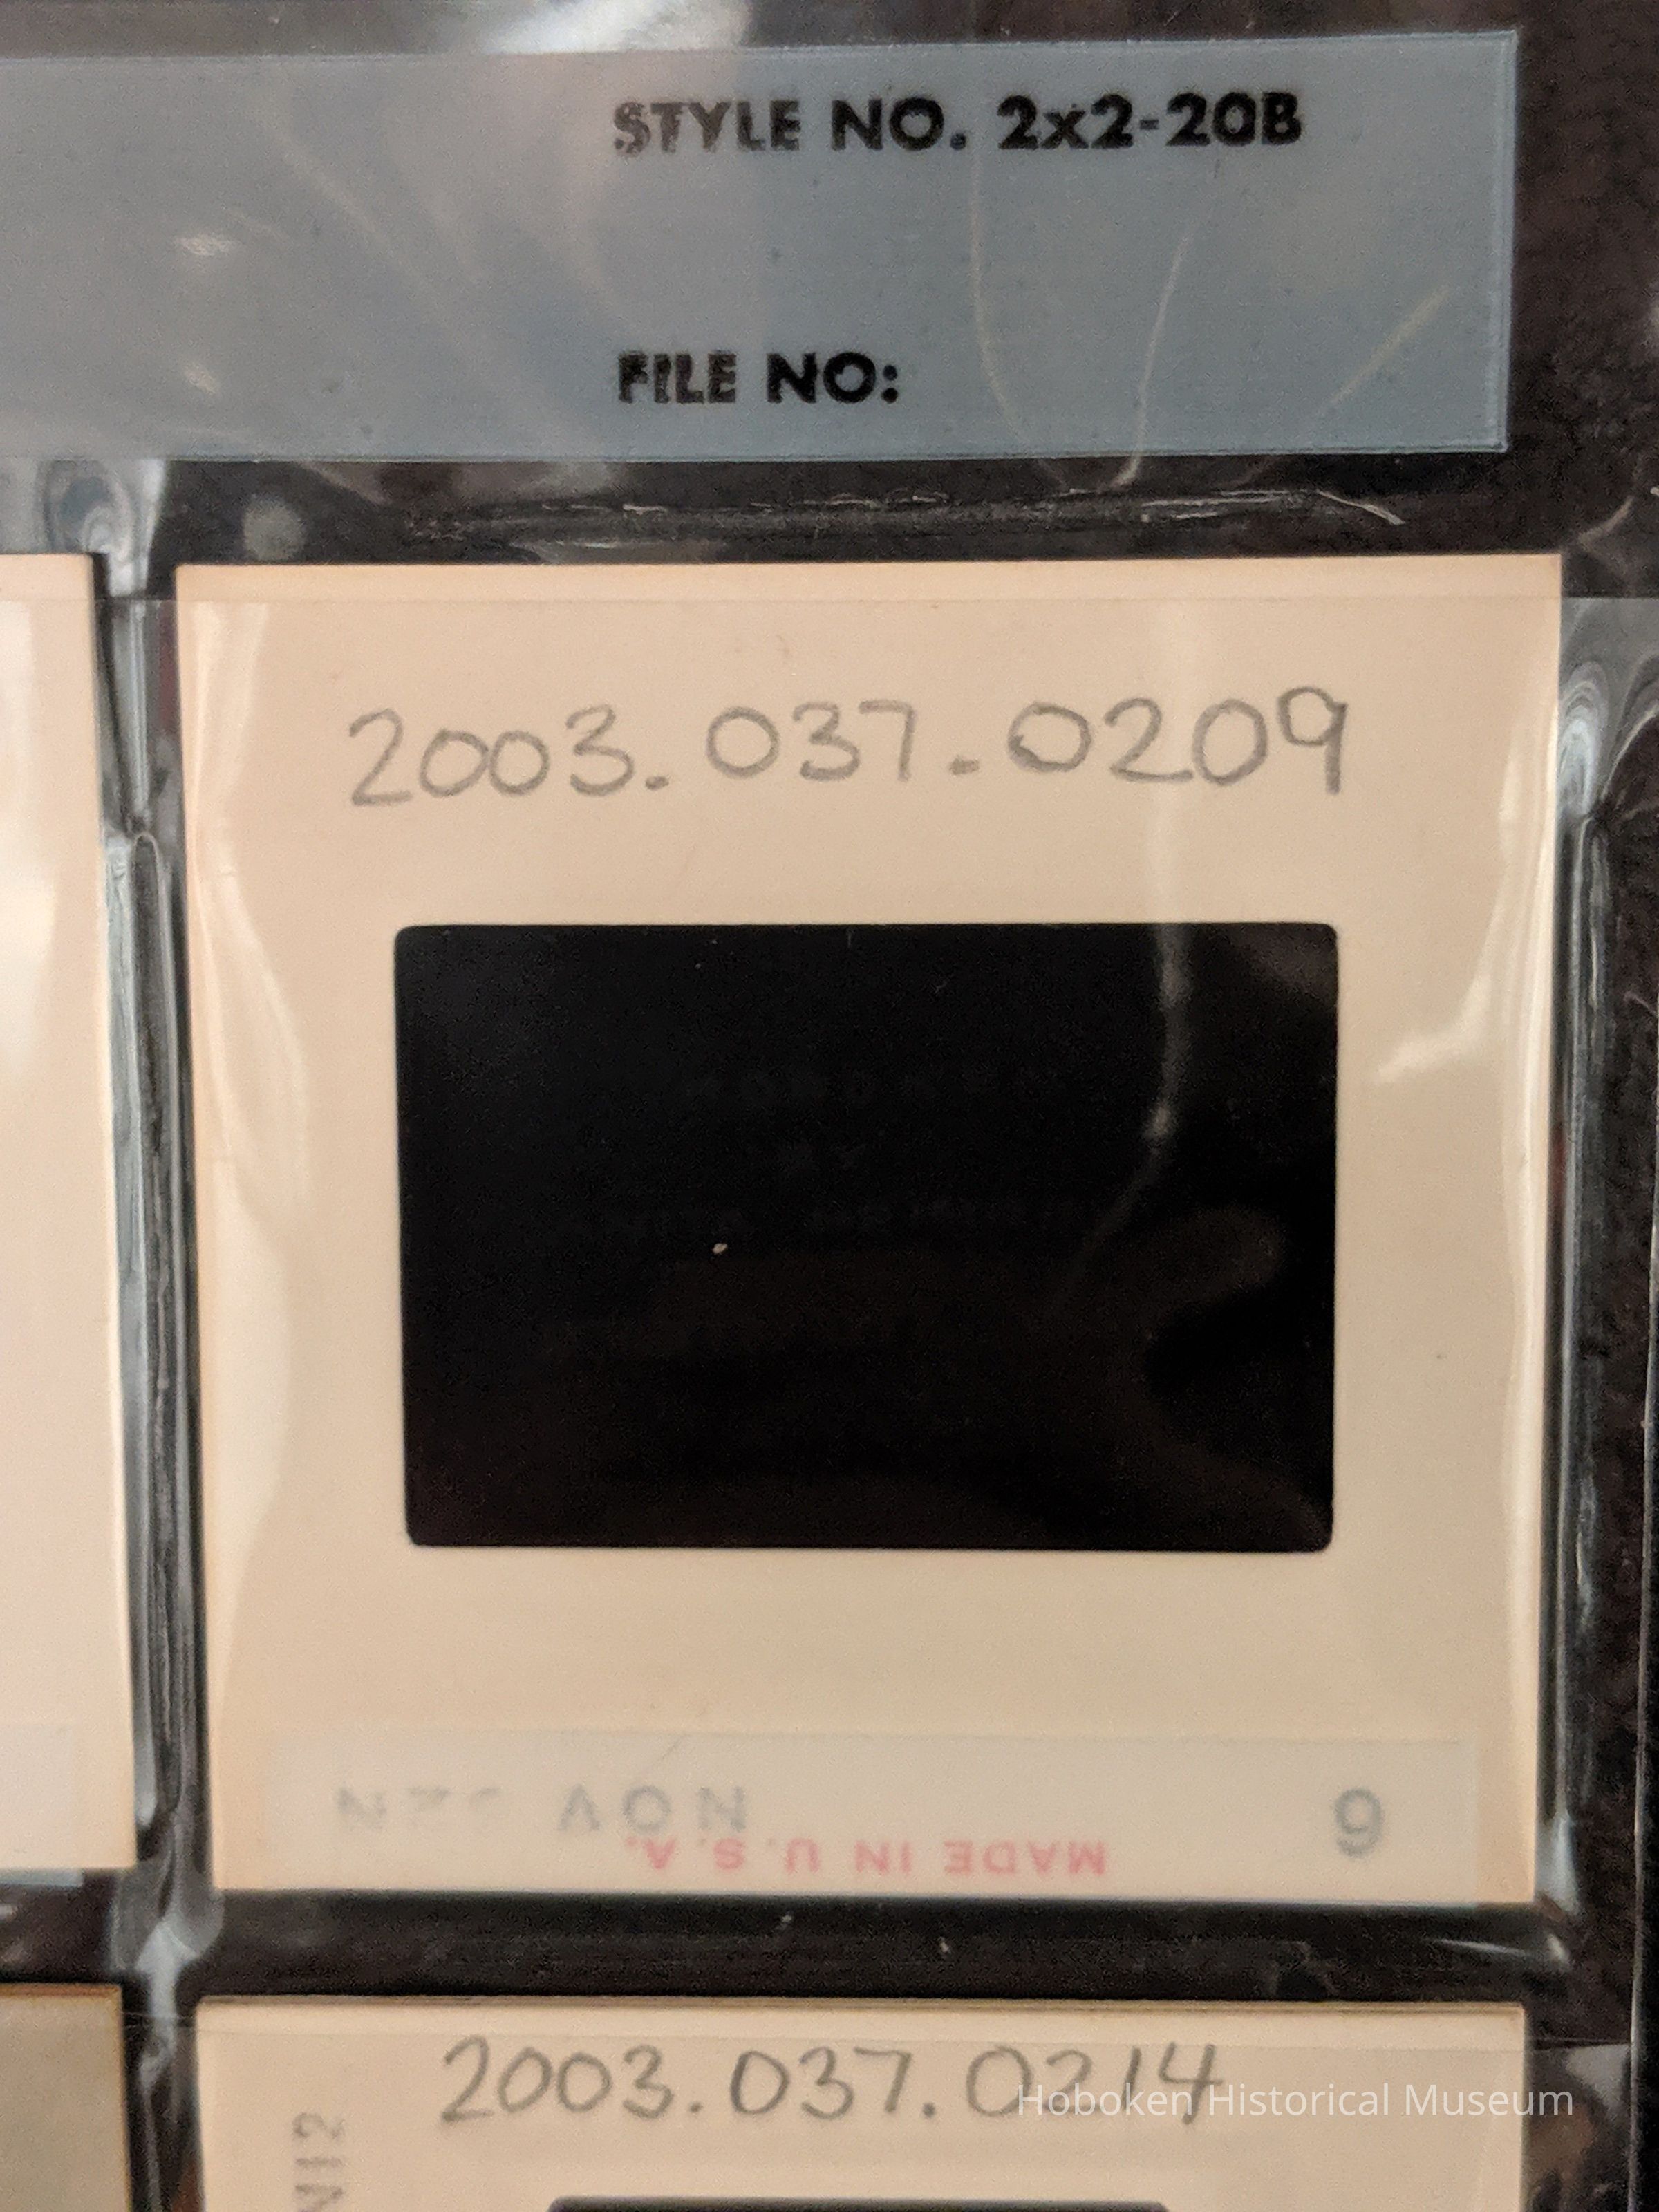 STYLE NO. 2x2-20B
FILE NO:
2003.037.0209
NOV
6
MADE IN U.S.A.
2003.037.0214
Hoboken Historical Museum